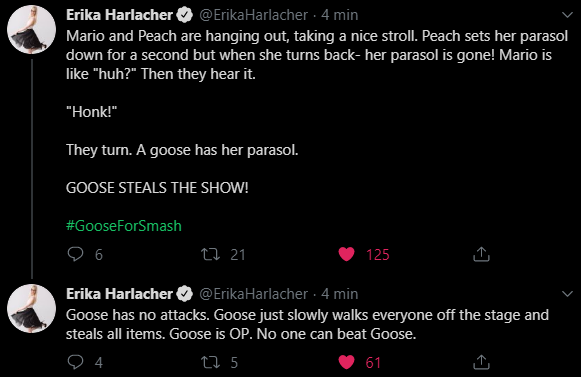 Erika Harlacher @ErikaHarlacher · 4 min
Mario and Peach are hanging out, taking a nice stroll. Peach sets her parasol
down for a second but when she turns back- her parasol is gone! Mario is
like "huh?" Then they hear it.
"Honk!"
They turn. A goose has her parasol.
GOOSE STEALS THE SHOW!
#GooseForSmash
6 21 125
Erika Harlacher @ErikaHarlacher · 4 min
Goose has no attacks. Goose just slowly walks everyone off the stage and
steals all items. Goose is OP. No one can beat Goose.
4 5 61